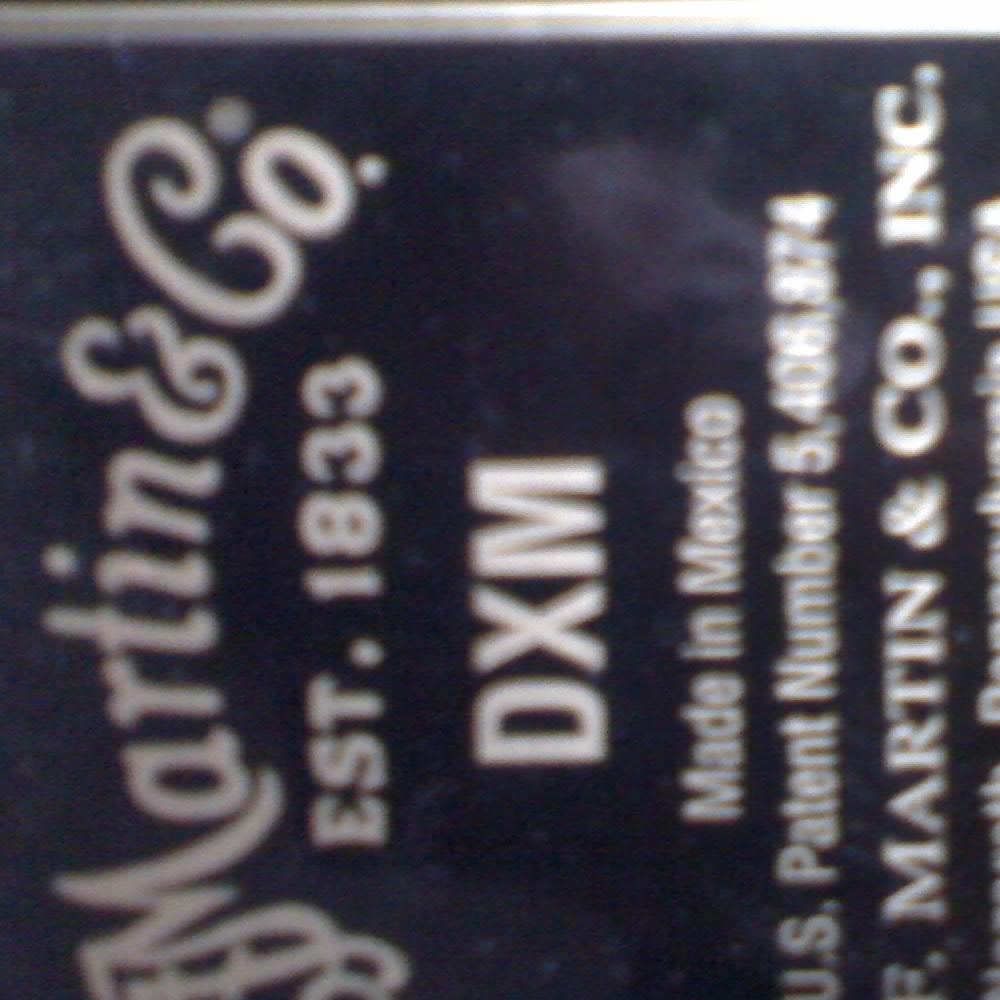 Martin & Co.
EST. 1833
DXM
Made in Mexico
U.S. Patent Number 5,406,874
F. MARTIN & CO., INC.